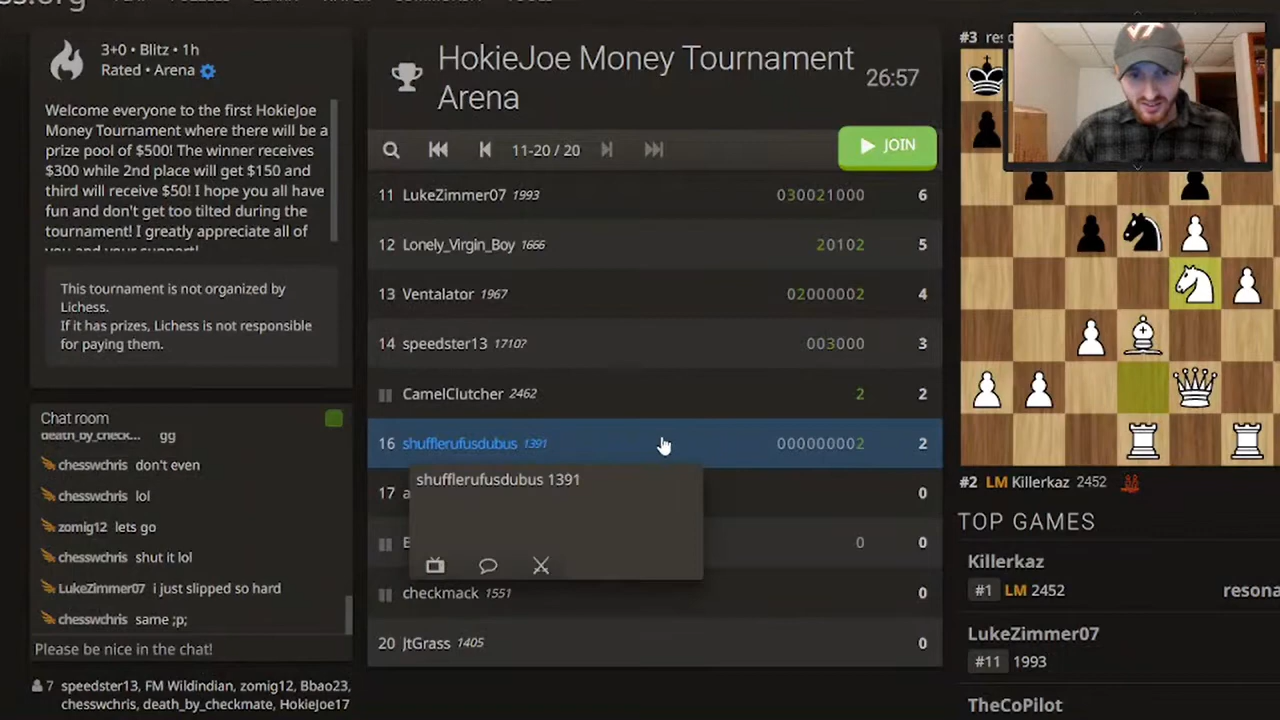 3+0 • Blitz • 1h
Rated • Arena
Welcome everyone to the first HokieJoe
Money Tournament where there will be a
prize pool of $500! The winner receives
$300 while 2nd place will get $150 and
third will receive $50! I hope you all have
fun and don't get too tilted during the
tournament! I greatly appreciate all of
you and your support!
This tournament is not organized by
Lichess.
If it has prizes, Lichess is not responsible
for paying them.
Chat room
death_by_check... gg
chesswchris don't even
chesswchris lol
zomig12 lets go
chesswchris shut it lol
LukeZimmer07 i just slipped so hard
chesswchris same ;p;
Please be nice in the chat!
7 speedster13, FM Wildindian, zomig12, Bbao23,
chesswchris, death_by_checkmate, HokieJoe17
HokieJoe Money Tournament
Arena
26:57
11-20 / 20
JOIN
11 LukeZimmer07 1993 030021000 6
12 Lonely_Virgin_Boy 1666 20102 5
13 Ventalator 1967 02000002 4
14 speedster13 1710? 003000 3
CamelClutcher 2462 2 2
16 shufflerufusdubus 1391 0000000002 2
shufflerufusdubus 1391
17 a 0
B 0 0
checkmack 1551 0
20 JtGrass 1405 0
#3
VT
#2 LM Killerkaz 2452
TOP GAMES
Killerkaz
#1 LM 2452 resona
LukeZimmer07
#11 1993
TheCoPilot